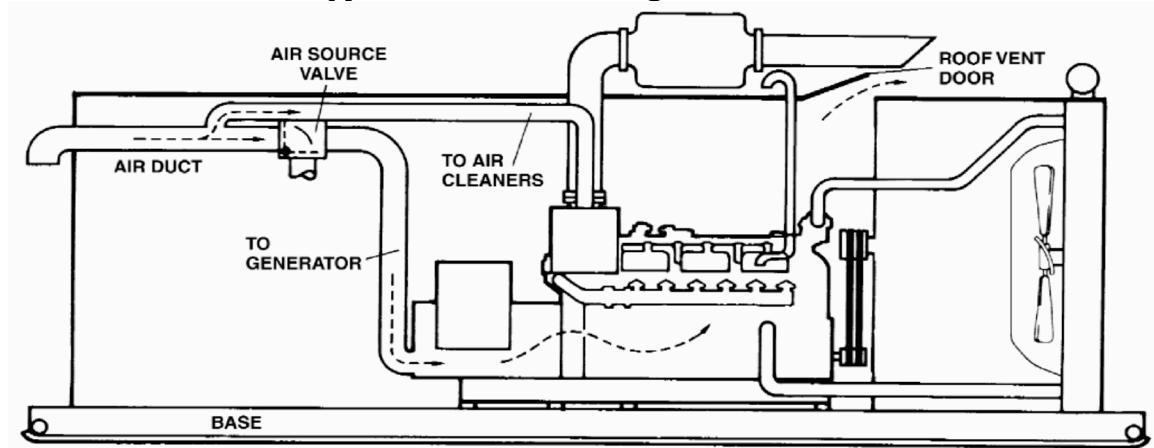 AIR SOURCE
VALVE
ROOF VENT
DOOR
AIR DUCT
TO AIR
CLEANERS
TO
GENERATOR
BASE